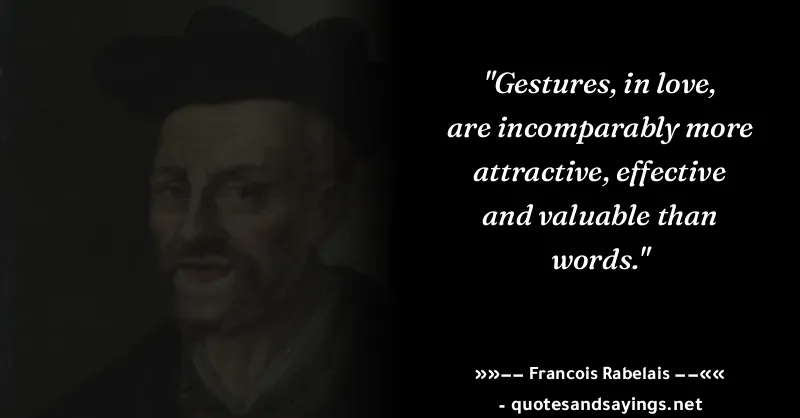 "Gestures, in love,
are incomparably more
attractive, effective
and valuable than
words."
»»−− Francois Rabelais −−««
- quotesandsayings.net